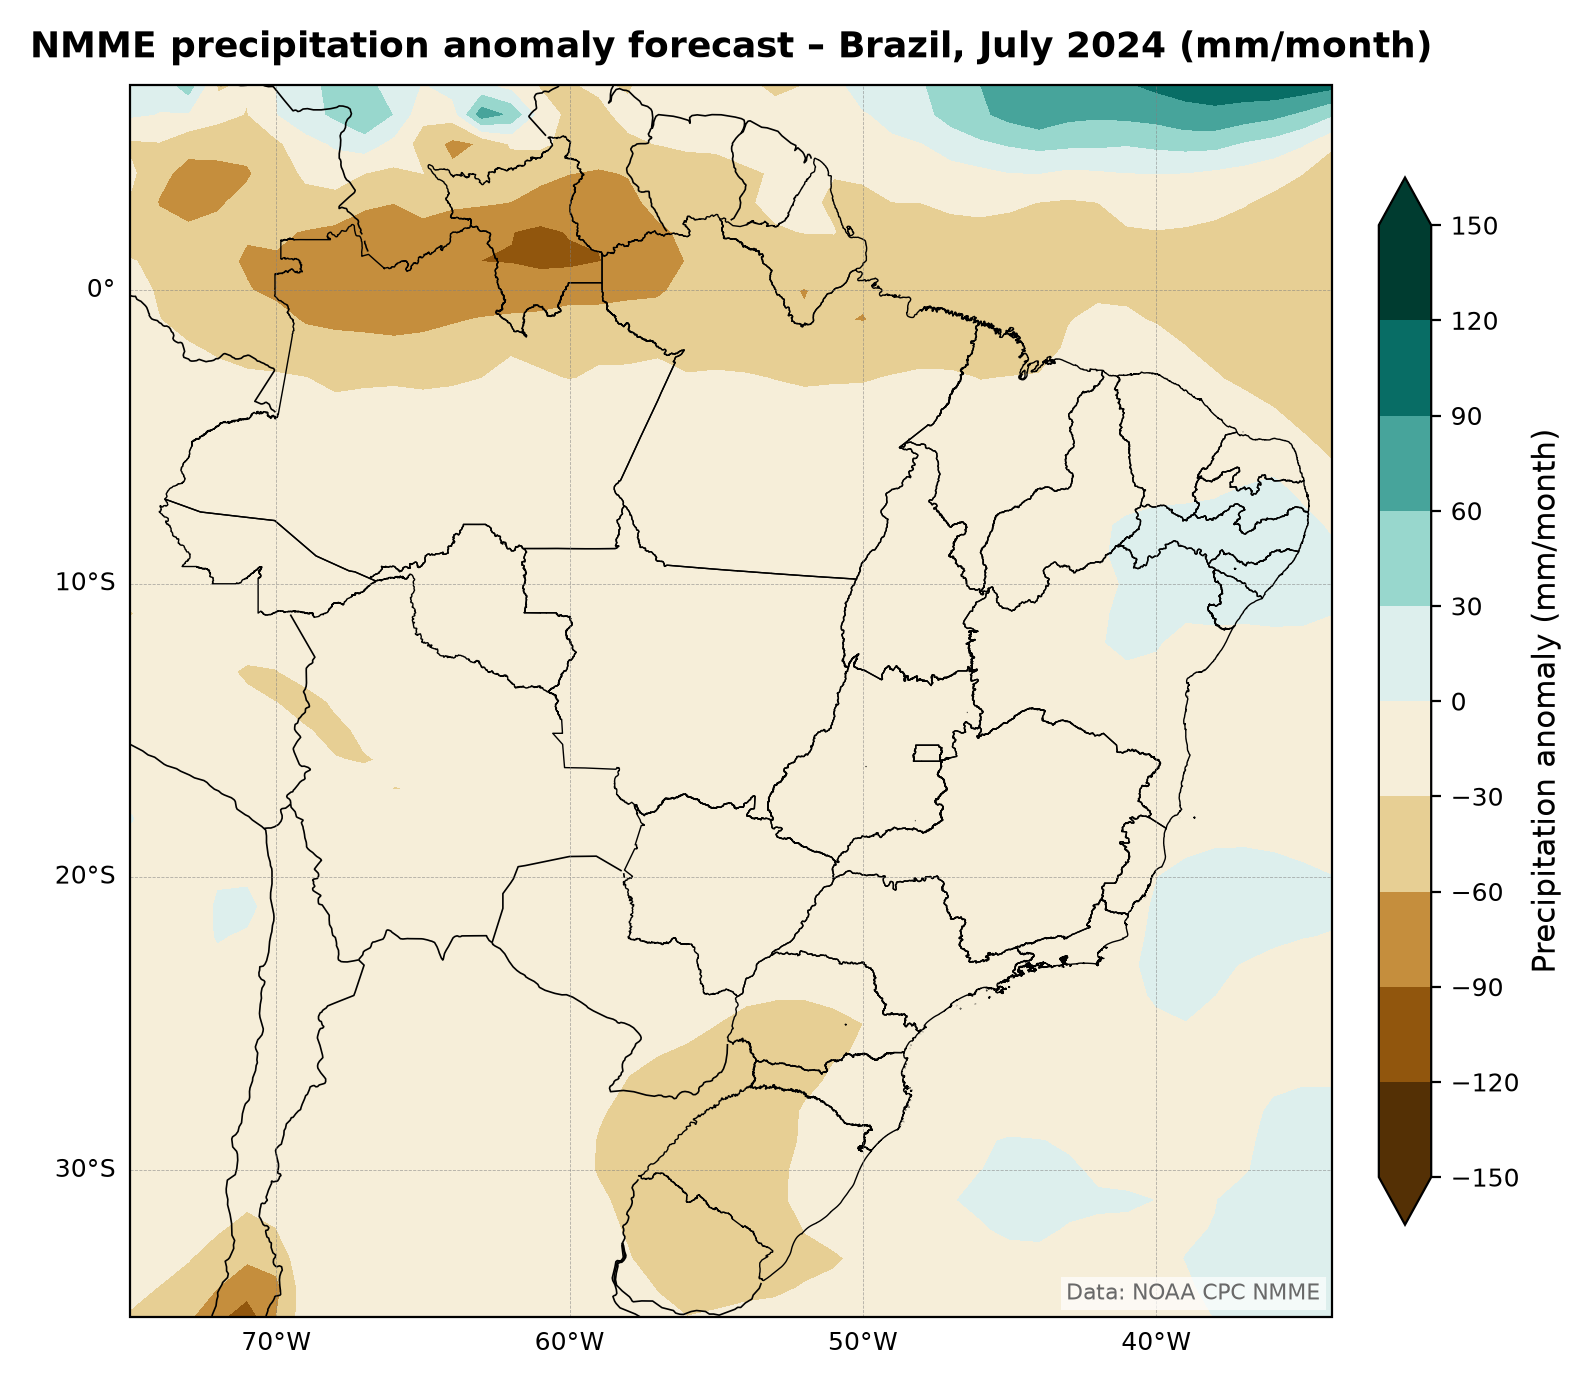 NMME precipitation anomaly forecast – Brazil, July 2024 (mm/month)
0°
10°S
20°S
30°S
70°W
60°W
50°W
40°W
150
120
90
60
30
0
−30
−60
−90
−120
−150
Precipitation anomaly (mm/month)
Data: NOAA CPC NMME